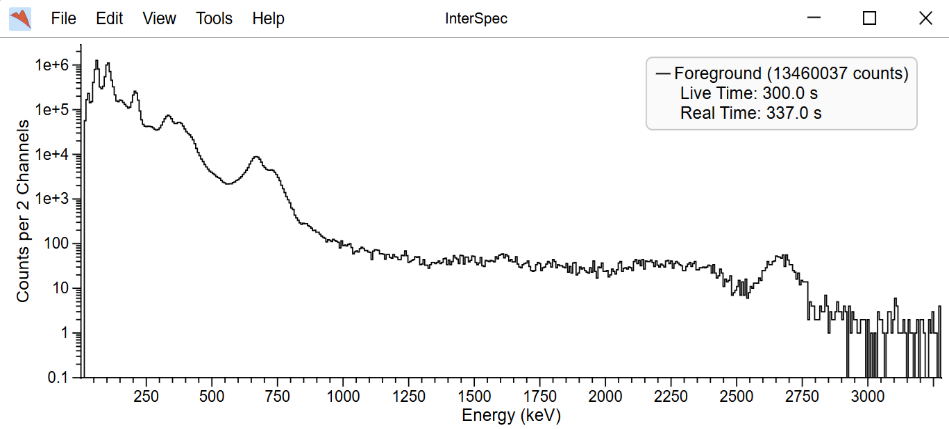 File Edit View Tools Help InterSpec
Foreground (13460037 counts)
Live Time: 300.0 s
Real Time: 337.0 s
Counts per 2 Channels
1e+6
1e+5
1e+4
1e+3
100
10
1
0.1
250 500 750 1000 1250 1500 1750 2000 2250 2500 2750 3000
Energy (keV)